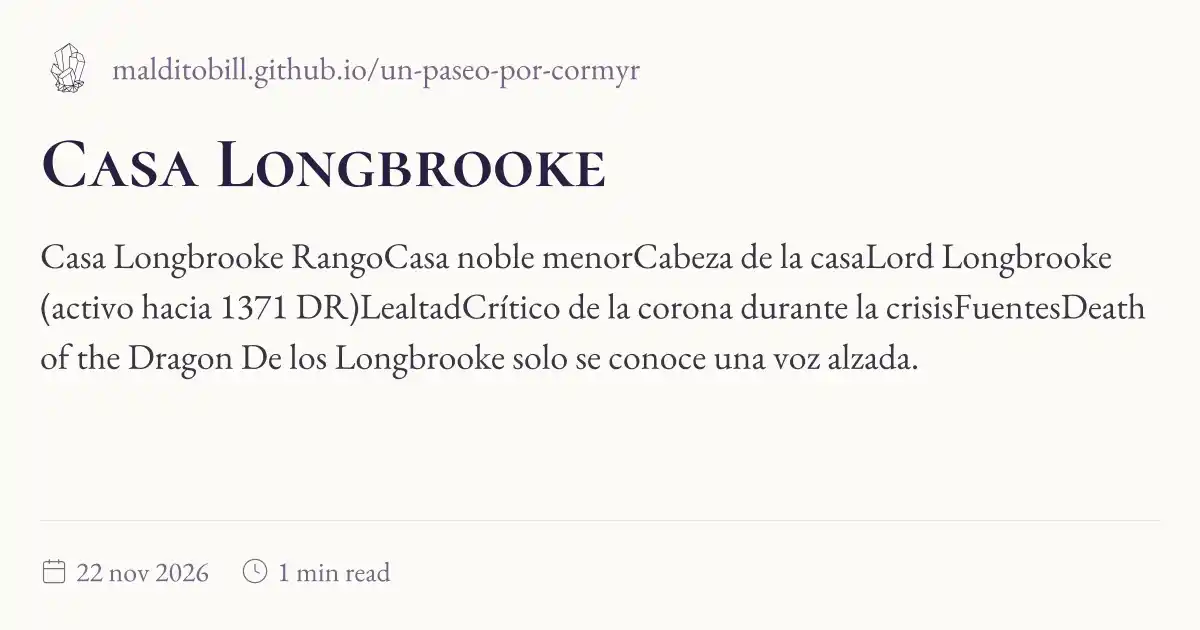 malditobill.github.io/un-paseo-por-cormyr
Casa Longbrooke
Casa Longbrooke RangoCasa noble menorCabeza de la casaLord Longbrooke
(activo hacia 1371 DR)LealtadCrítico de la corona durante la crisisFuentesDeath
of the Dragon De los Longbrooke solo se conoce una voz alzada.
22 nov 2026 1 min read